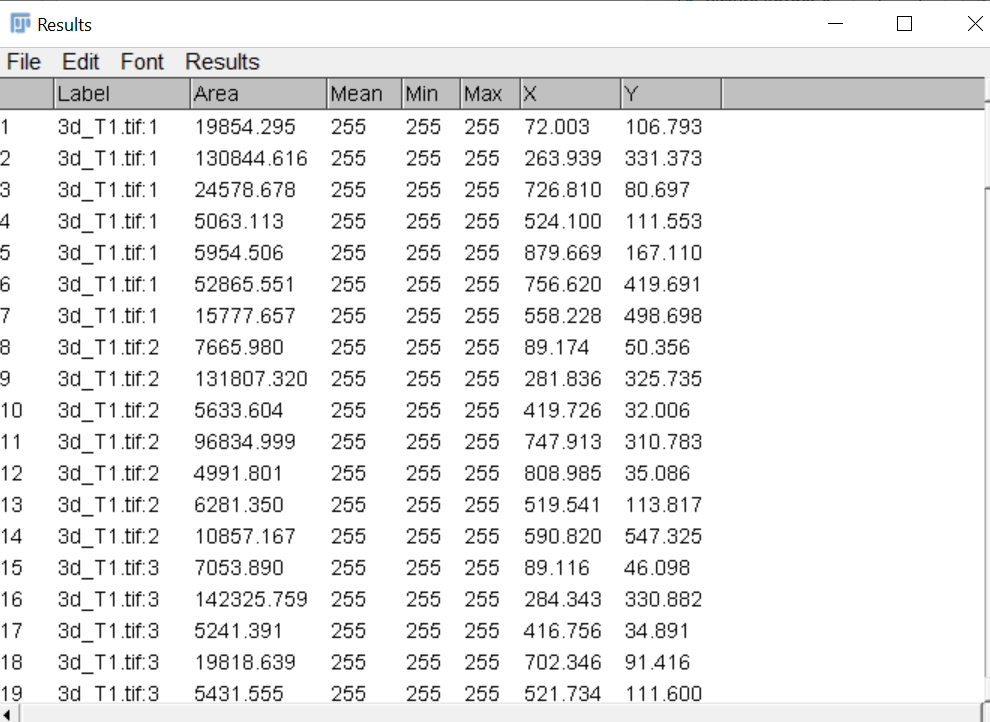 Results
File Edit Font Results
Label Area Mean Min Max X Y
1 3d_T1.tif:1 19854.295 255 255 255 72.003 106.793
2 3d_T1.tif:1 130844.616 255 255 255 263.939 331.373
3 3d_T1.tif:1 24578.678 255 255 255 726.810 80.697
4 3d_T1.tif:1 5063.113 255 255 255 524.100 111.553
5 3d_T1.tif:1 5954.506 255 255 255 879.669 167.110
6 3d_T1.tif:1 52865.551 255 255 255 756.620 419.691
7 3d_T1.tif:1 15777.657 255 255 255 558.228 498.698
8 3d_T1.tif:2 7665.980 255 255 255 89.174 50.356
9 3d_T1.tif:2 131807.320 255 255 255 281.836 325.735
10 3d_T1.tif:2 5633.604 255 255 255 419.726 32.006
11 3d_T1.tif:2 96834.999 255 255 255 747.913 310.783
12 3d_T1.tif:2 4991.801 255 255 255 808.985 35.086
13 3d_T1.tif:2 6281.350 255 255 255 519.541 113.817
14 3d_T1.tif:2 10857.167 255 255 255 590.820 547.325
15 3d_T1.tif:3 7053.890 255 255 255 89.116 46.098
16 3d_T1.tif:3 142325.759 255 255 255 284.343 330.882
17 3d_T1.tif:3 5241.391 255 255 255 416.756 34.891
18 3d_T1.tif:3 19818.639 255 255 255 702.346 91.416
19 3d_T1.tif:3 5431.555 255 255 255 521.734 111.600